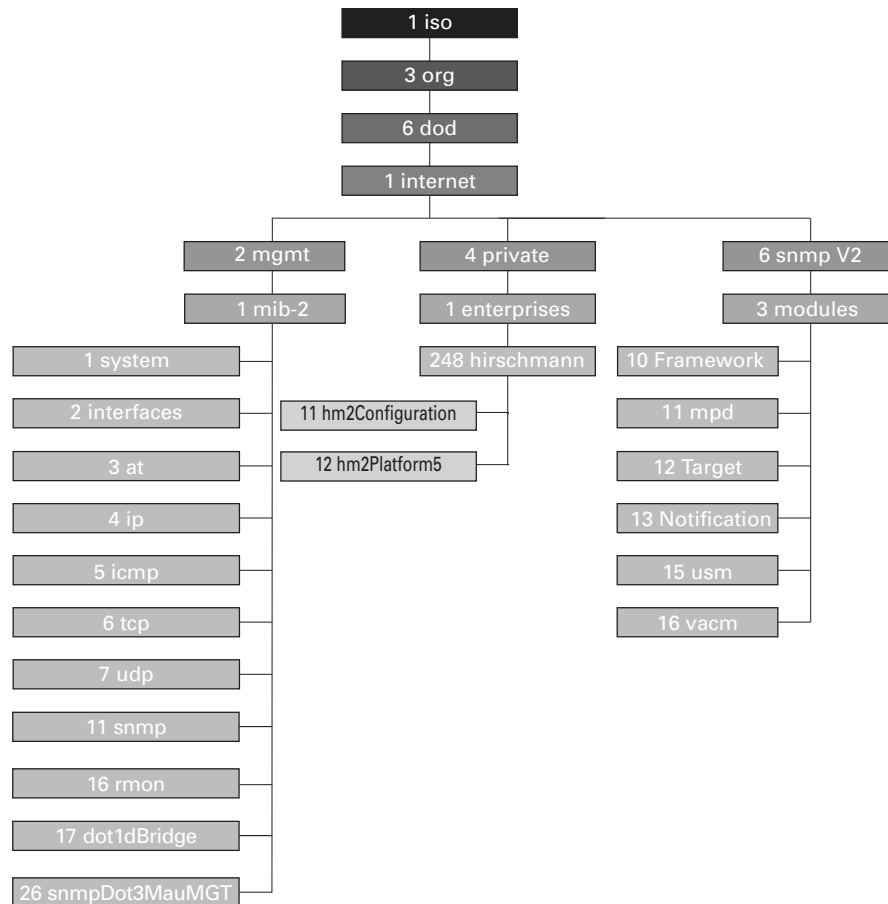 1 iso
3 org
6 dod
1 internet
2 mgmt
4 private
6 snmp V2
1 mib-2
1 enterprises
3 modules
1 system
248 hirschmann
10 Framework
2 interfaces
11 hm2Configuration
11 mpd
3 at
12 hm2Platform5
12 Target
4 ip
13 Notification
5 icmp
15 usm
6 tcp
16 vacm
7 udp
11 snmp
16 rmon
17 dot1dBridge
26 snmpDot3MauMGT